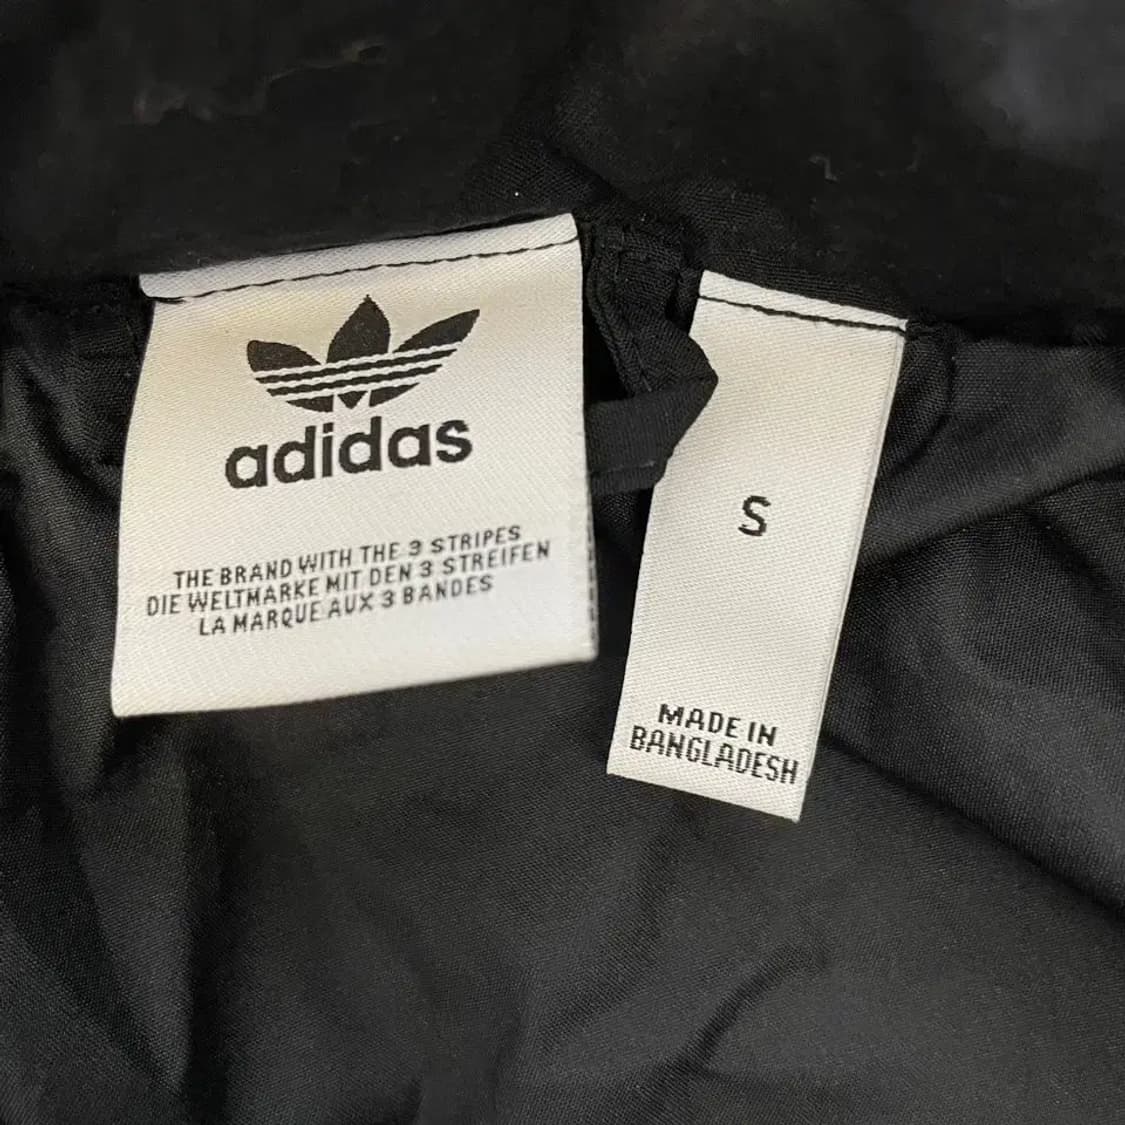 adidas
THE BRAND WITH THE 3 STRIPES
DIE WELTMARKE MIT DEN 3 STREIFEN
LA MARQUE AUX 3 BANDES
S
MADE IN
BANGLADESH